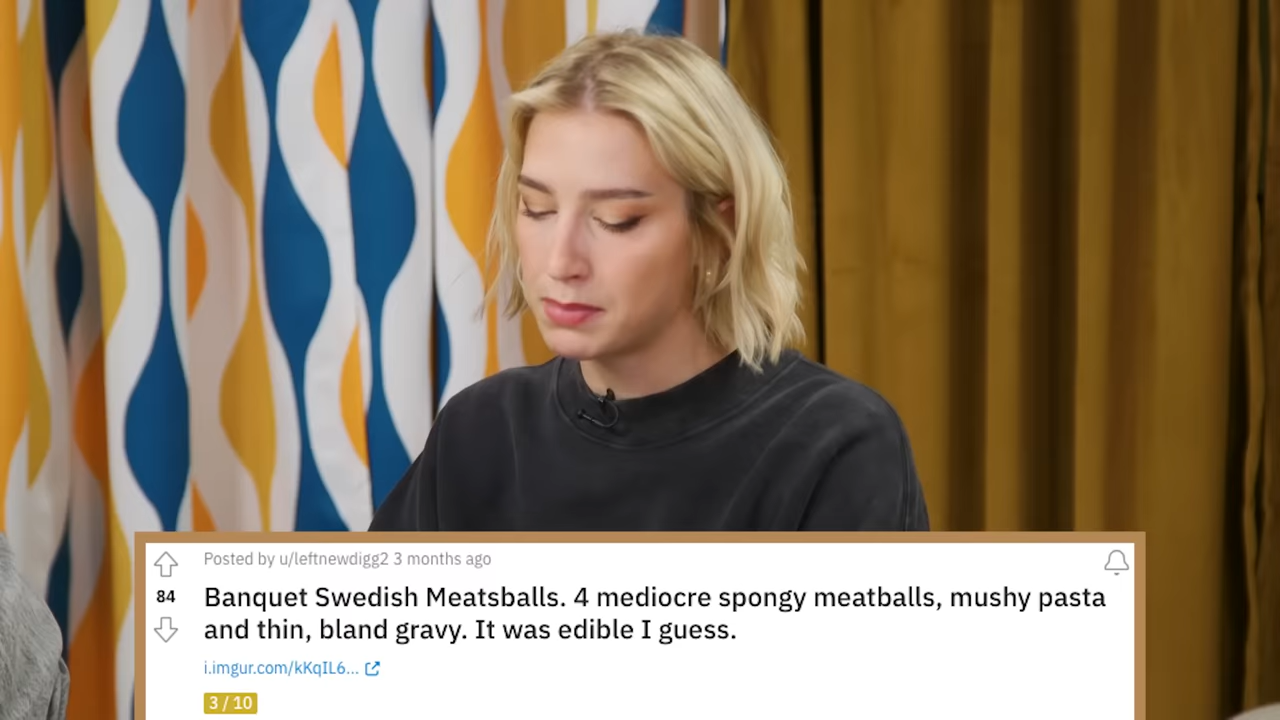 Posted by u/leftnewdigg2 3 months ago
84
Banquet Swedish Meatsballs. 4 mediocre spongy meatballs, mushy pasta
and thin, bland gravy. It was edible I guess.
i.imgur.com/kKqIL6...
3 / 10